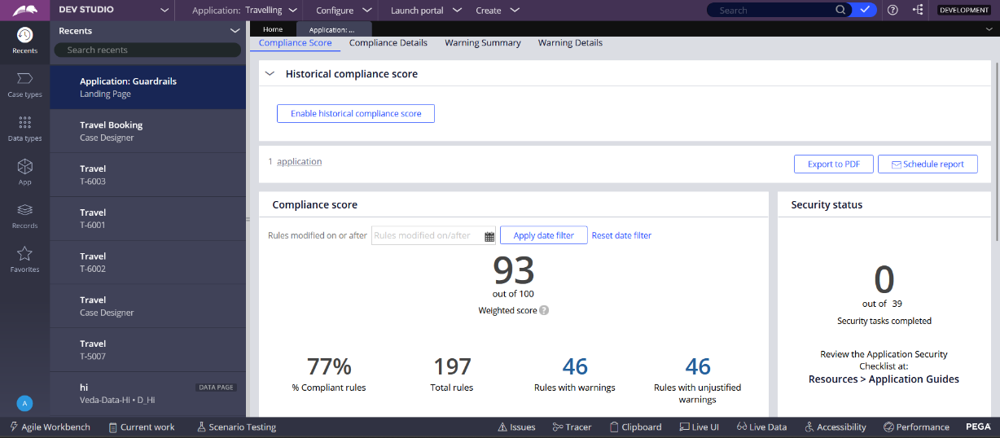 DEV STUDIO
Application: Travelling
Configure
Launch portal
Create
Search
DEVELOPMENT
Recents
Case types
Data types
App
Records
Favorites
A
Recents
Search recents
Application: Guardrails
Landing Page
Travel Booking
Case Designer
Travel
T-6003
Travel
T-6001
Travel
T-6002
Travel
Case Designer
Travel
T-5007
hi
DATA PAGE
Veda-Data-Hi • D_Hi
Home
Application: ...
Compliance Score
Compliance Details
Warning Summary
Warning Details
Historical compliance score
Enable historical compliance score
1 application
Export to PDF
Schedule report
Compliance score
Rules modified on or after
Rules modified on/after
Apply date filter
Reset date filter
93
out of 100
Weighted score ?
77%
% Compliant rules
197
Total rules
46
Rules with warnings
46
Rules with unjustified
warnings
Security status
0
out of 39
Security tasks completed
Review the Application Security
Checklist at:
Resources > Application Guides
Agile Workbench
Current work
Scenario Testing
Issues
Tracer
Clipboard
Live UI
Live Data
Accessibility
Performance
PEGA